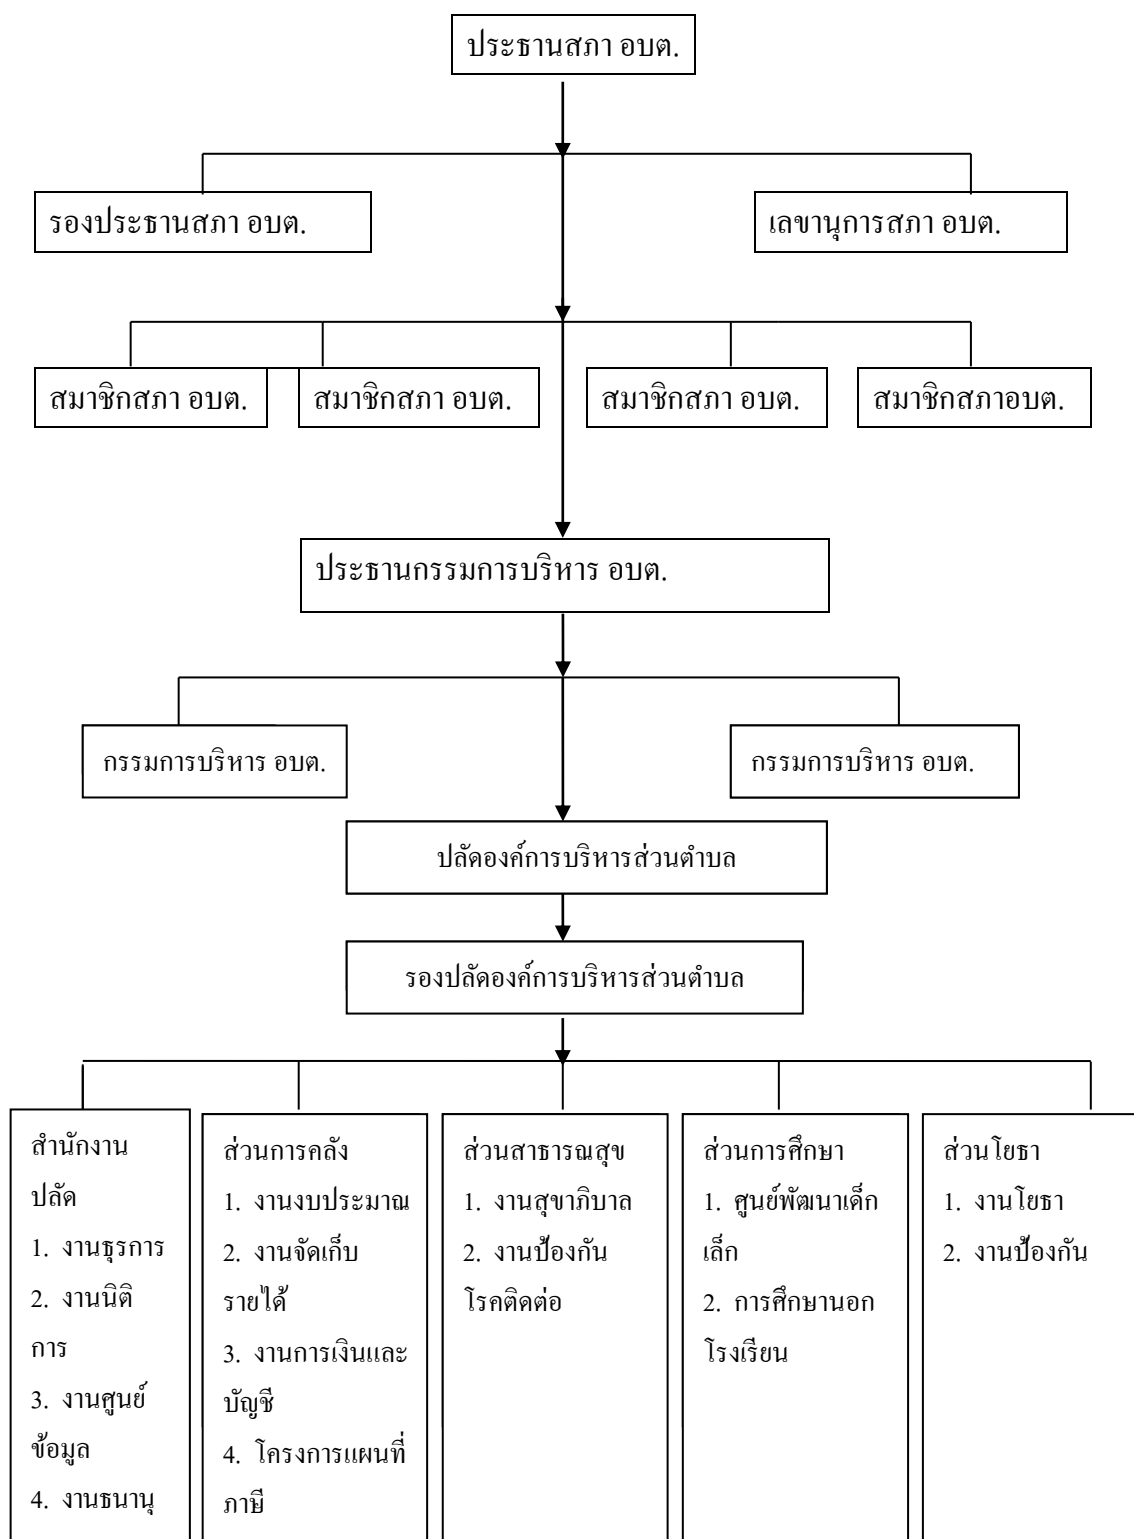 ประธานสภา อบต.
รองประธานสภา อบต.
เลขานุการสภา อบต.
สมาชิกสภา อบต.
สมาชิกสภา อบต.
สมาชิกสภา อบต.
สมาชิกสภาอบต.
ประธานกรรมการบริหาร อบต.
กรรมการบริหาร อบต.
กรรมการบริหาร อบต.
ปลัดองค์การบริหารส่วนตำบล
รองปลัดองค์การบริหารส่วนตำบล
สำนักงาน
ปลัด
1. งานธุรการ
2. งานนิติ
การ
3. งานศูนย์
ข้อมูล
4. งานธนานุ
ส่วนการคลัง
1. งานงบประมาณ
2. งานจัดเก็บ
รายได้
3. งานการเงินและ
บัญชี
4. โครงการแผนที่
ภาษี
ส่วนสาธารณสุข
1. งานสุขาภิบาล
2. งานป้องกัน
โรคติดต่อ
ส่วนการศึกษา
1. ศูนย์พัฒนาเด็ก
เล็ก
2. การศึกษานอก
โรงเรียน
ส่วนโยธา
1. งานโยธา
2. งานป้องกัน